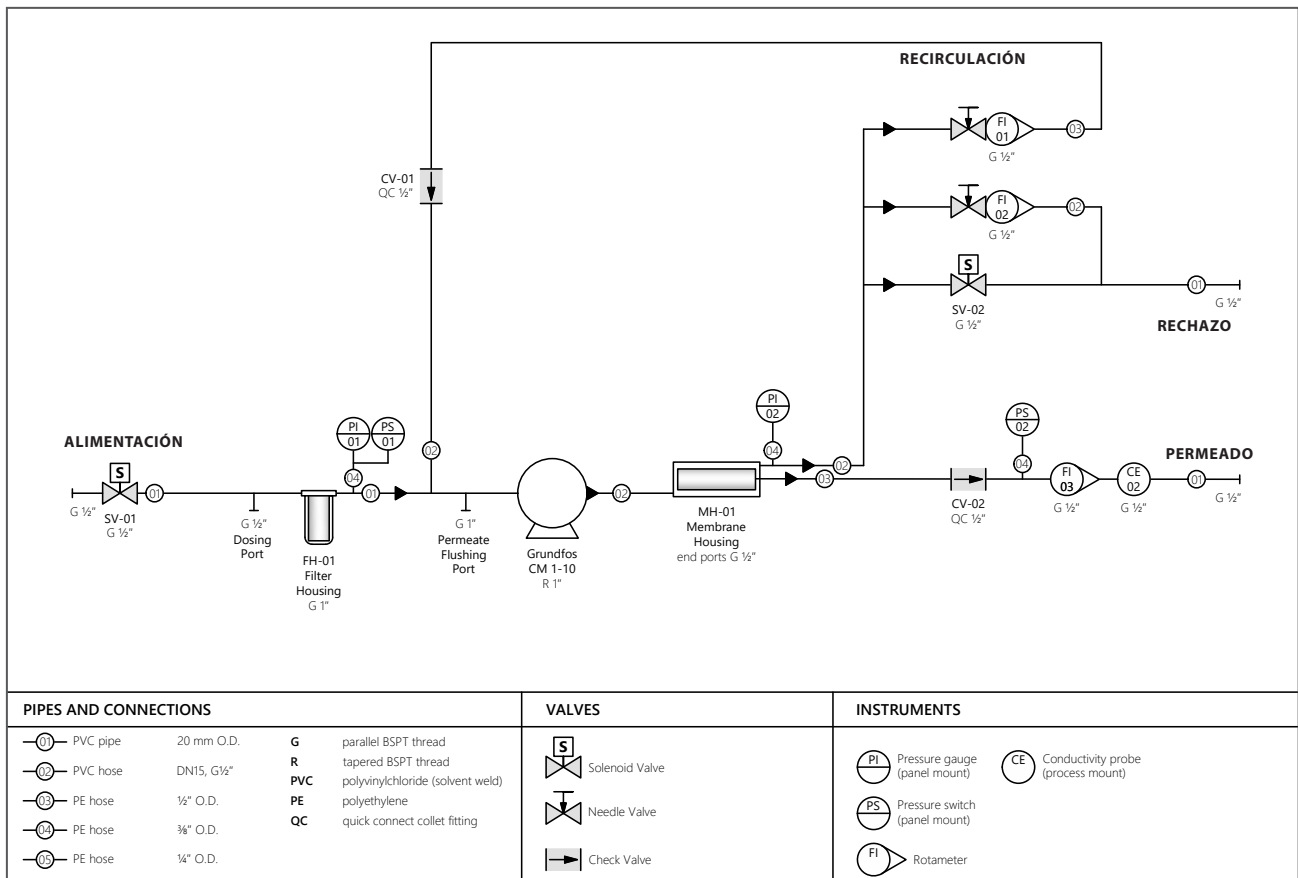 RECIRCULACIÓN
FI
01
03
G ½"
CV-01
QC ½"
FI
02
02
G ½"
S
SV-02
G ½"
01
G ½"
RECHAZO
ALIMENTACIÓN
S
G ½"
SV-01
G ½"
01
G ½"
Dosing
Port
PI
01
PS
01
04
01
FH-01
Filter
Housing
G 1"
02
G 1"
Permeate
Flushing
Port
Grundfos
CM 1-10
R 1"
02
PI
02
04
02
03
MH-01
Membrane
Housing
end ports G ½"
CV-02
QC ½"
PS
02
04
FI
03
G ½"
CE
02
G ½"
PERMEADO
01
G ½"
PIPES AND CONNECTIONS
01 PVC pipe 20 mm O.D.
02 PVC hose DN15, G½"
03 PE hose ½" O.D.
04 PE hose ⅜" O.D.
05 PE hose ¼" O.D.
G parallel BSPT thread
R tapered BSPT thread
PVC polyvinylchloride (solvent weld)
PE polyethylene
QC quick connect collet fitting
VALVES
S
Solenoid Valve
Needle Valve
Check Valve
INSTRUMENTS
PI Pressure gauge
(panel mount)
CE Conductivity probe
(process mount)
PS Pressure switch
(panel mount)
FI Rotameter